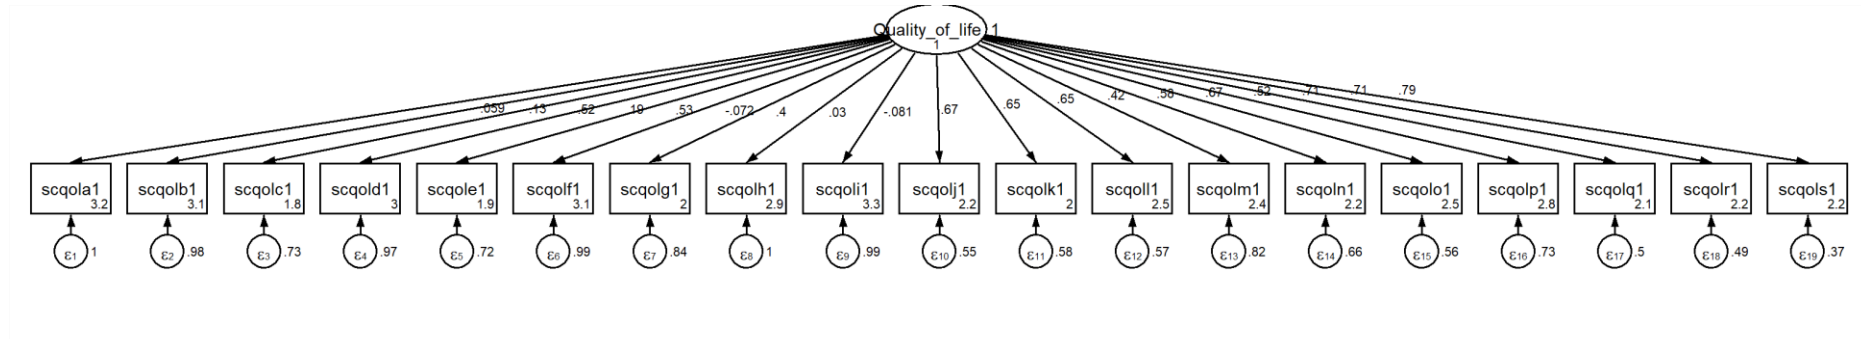 Quality_of_life_1
1
.059 .13 .52 .19 .53 -.072 .4 .03 -.081 .67 .65 .65 .42 .58 .67 .52 .71 .71 .79
scqola1 scqolb1 scqolc1 scqold1 scqole1 scqolf1 scqolg1 scqolh1 scqoli1 scqolj1 scqolk1 scqoll1 scqolm1 scqoln1 scqolo1 scqolp1 scqolq1 scqolr1 scqols1
3.2 3.1 1.8 3 1.9 3.1 2 2.9 3.3 2.2 2 2.5 2.4 2.2 2.5 2.8 2.1 2.2 2.2
ε1 1 ε2 .98 ε3 .73 ε4 .97 ε5 .72 ε6 .99 ε7 .84 ε8 1 ε9 .99 ε10 .55 ε11 .58 ε12 .57 ε13 .82 ε14 .66 ε15 .56 ε16 .73 ε17 .5 ε18 .49 ε19 .37